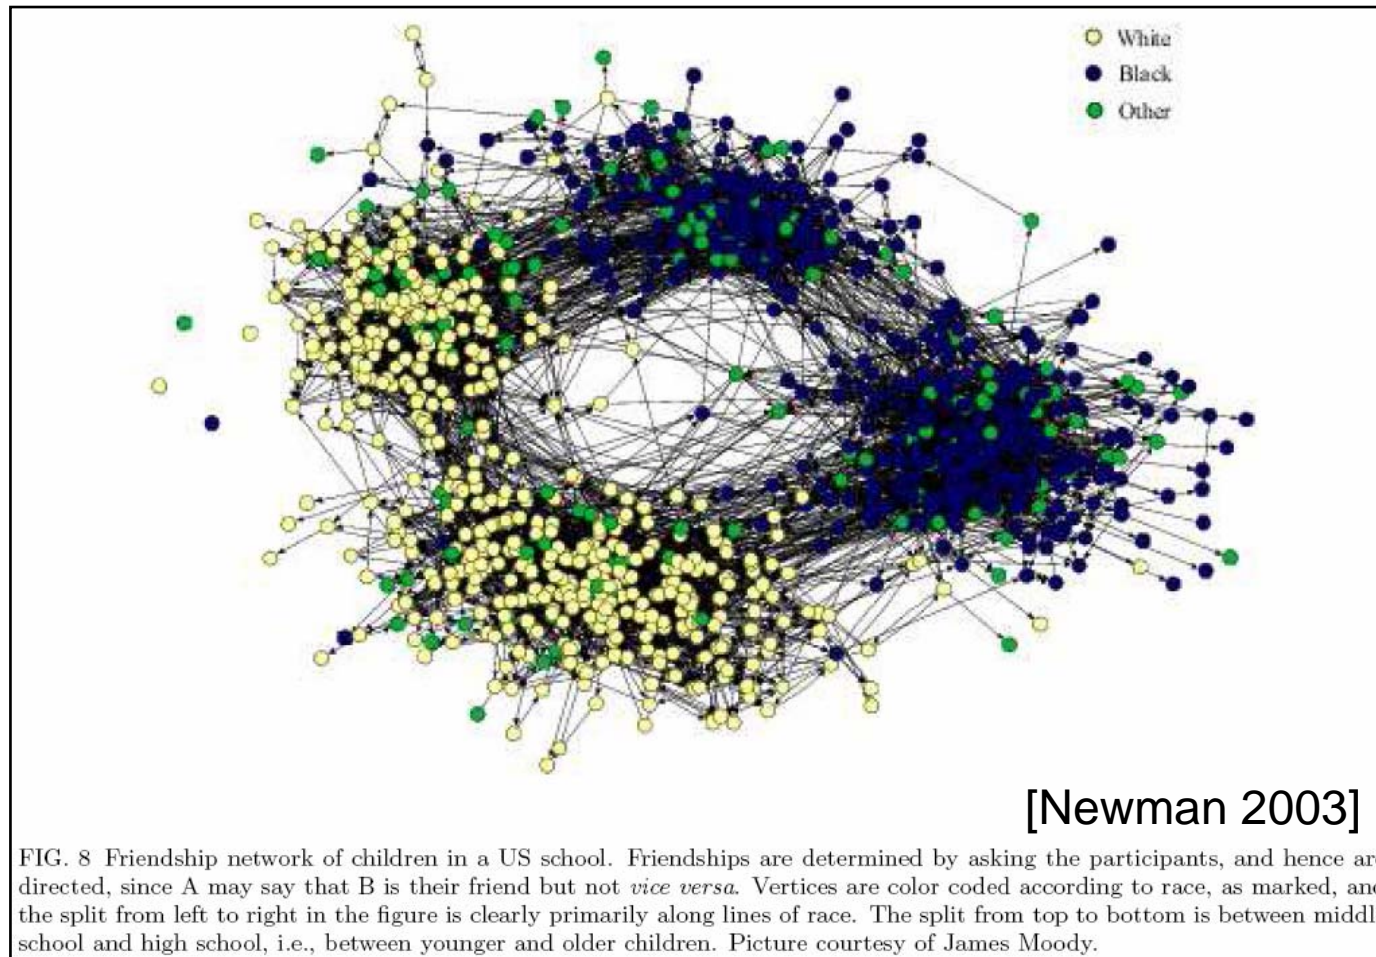 White
Black
Other
[Newman 2003]
FIG. 8 Friendship network of children in a US school. Friendships are determined by asking the participants, and hence are
directed, since A may say that B is their friend but not vice versa. Vertices are color coded according to race, as marked, and
the split from left to right in the figure is clearly primarily along lines of race. The split from top to bottom is between middl
school and high school, i.e., between younger and older children. Picture courtesy of James Moody.